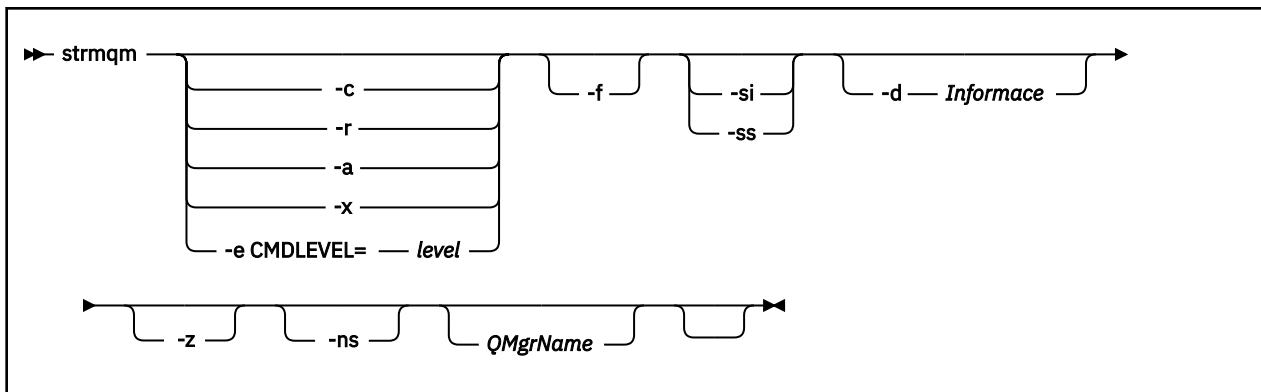 strmqm
-c
-r
-a
-x
-e CMDLEVEL= level
-f
-si
-ss
-d Informace
-z
-ns
QMgrName